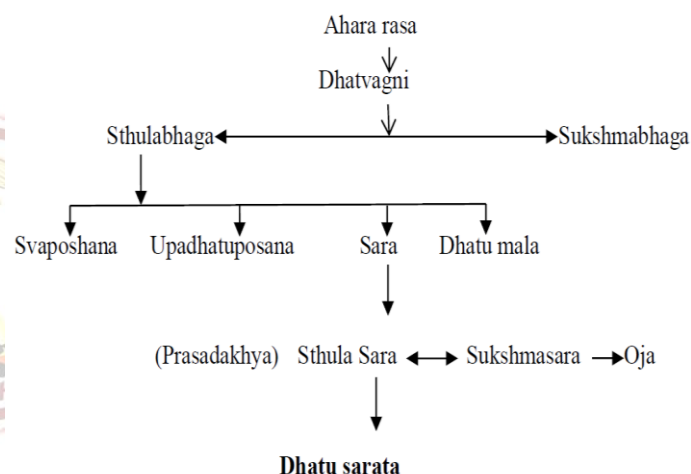 Ahara rasa
Dhatvagni
Sthulabhaga Sukshmabhaga
Svaposhana Upadhatuposana Sara Dhatu mala
(Prasadakhya) Sthula Sara Sukshmasara Oja
Dhatu sarata